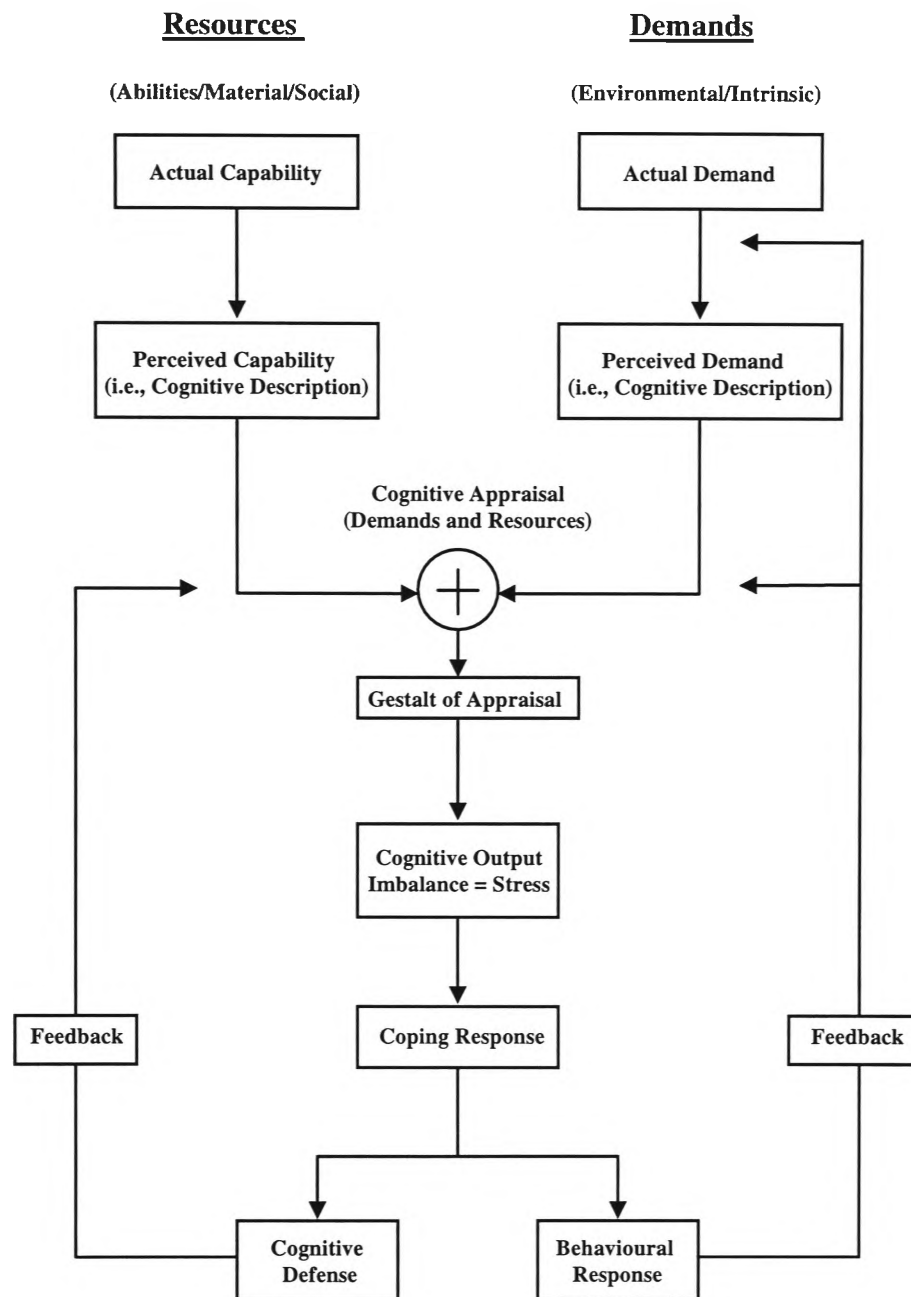 Resources
Demands
(Abilities/Material/Social)
(Environmental/Intrinsic)
Actual Capability
Actual Demand
Perceived Capability
(i.e., Cognitive Description)
Perceived Demand
(i.e., Cognitive Description)
Cognitive Appraisal
(Demands and Resources)
Gestalt of Appraisal
Cognitive Output
Imbalance = Stress
Feedback
Coping Response
Feedback
Cognitive
Defense
Behavioural
Response